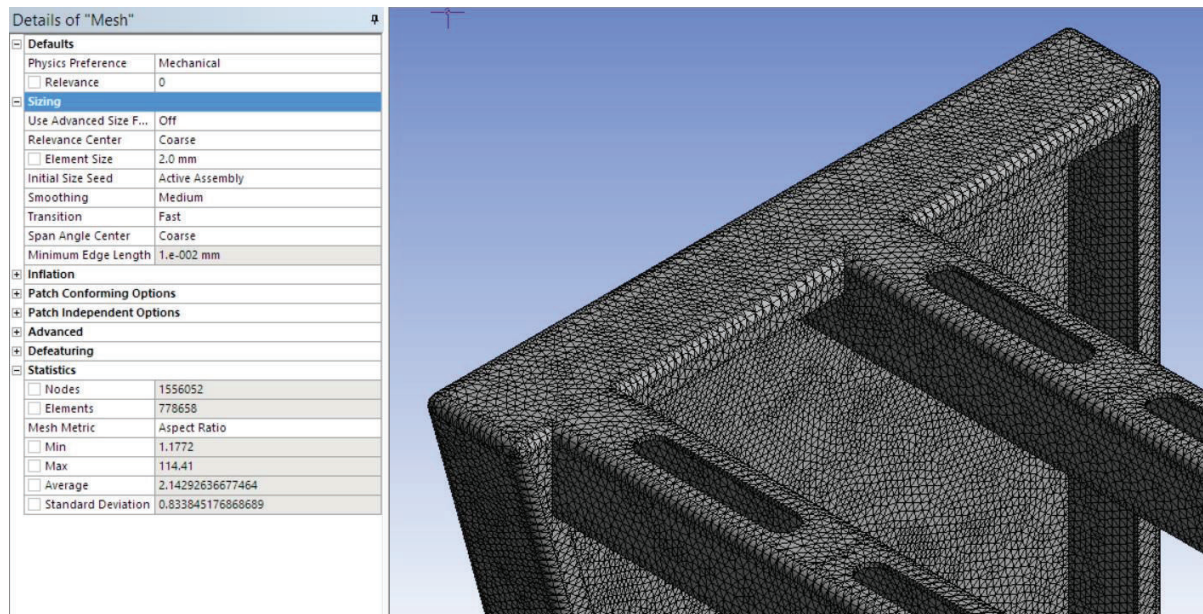 Details of "Mesh"
Defaults
Physics Preference Mechanical
Relevance 0
Sizing
Use Advanced Size F... Off
Relevance Center Coarse
Element Size 2.0 mm
Initial Size Seed Active Assembly
Smoothing Medium
Transition Fast
Span Angle Center Coarse
Minimum Edge Length 1.e-002 mm
Inflation
Patch Conforming Options
Patch Independent Options
Advanced
Defeaturing
Statistics
Nodes 1556052
Elements 778658
Mesh Metric Aspect Ratio
Min 1.1772
Max 114.41
Average 2.14292636677464
Standard Deviation 0.833845176868689